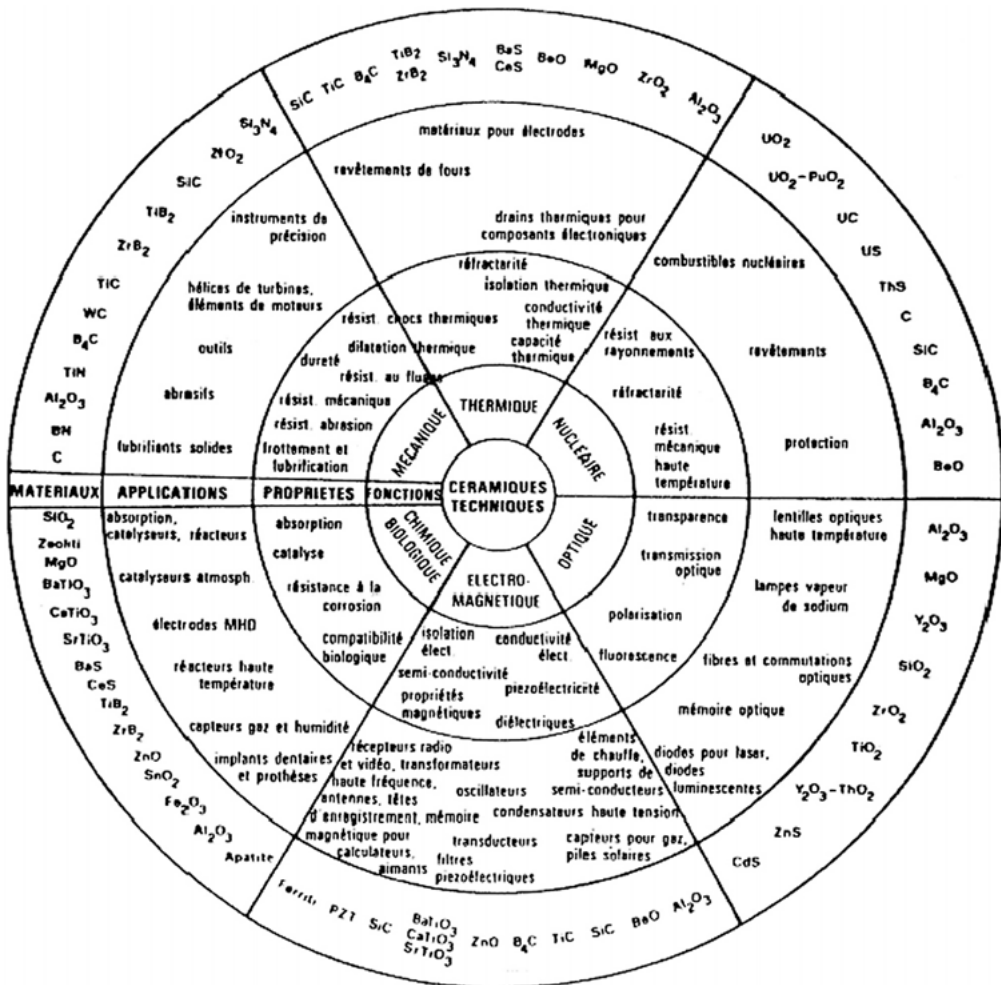 SiC
TiC
B₄C
TiB₂
ZrB₂
Si₃N₄
BaS
CeS
BeO
MgO
ZrO₂
Al₂O₃
matériaux pour électrodes
revêtements de fours
drains thermiques pour
composants électroniques
réfractarité
isolation thermique
résist. chocs thermiques
conductivité
thermique
dilatation thermique
capacité
thermique
THERMIQUE
UO₂
UO₂-PuO₂
UC
US
ThS
C
SiC
B₄C
Al₂O₃
BeO
combustibles nucléaires
revêtements
protection
résist aux
rayonnements
réfractarité
résist.
mécanique
haute
température
NUCLÉAIRE
Si₃N₄
ZrO₂
SiC
TiB₂
ZrB₂
TiC
WC
B₄C
TiN
Al₂O₃
BN
C
instruments de
précision
hélices de turbines,
éléments de moteurs
outils
abrasifs
lubrifiants solides
dureté
résist. au fluage
résist. mécanique
résist. abrasion
frottement et
lubrification
MÉCANIQUE
MATERIAUX
APPLICATIONS
PROPRIETES
FONCTIONS
CERAMIQUES
TECHNIQUES
SiO₂
Zeohti
MgO
BaTiO₃
CaTiO₃
SrTiO₃
BaS
CeS
TiB₂
ZrB₂
ZnO
SnO₂
Fe₂O₃
Al₂O₃
Apatite
absorption,
catalyseurs, réacteurs
catalyseurs atmosph.
électrodes MHD
réacteurs haute
température
capteurs gaz et humidité
implants dentaires
et prothèses
absorption
catalyse
résistance à la
corrosion
compatibilité
biologique
CHIMIQUE
BIOLOGIQUE
ELECTRO-
MAGNETIQUE
isolation
élect.
conductivité
élect.
semi-conductivité
propriétés
magnétiques
piezoélectricité
diélectriques
récepteurs radio
et vidéo, transformateurs
haute fréquence,
antennes, têtes
d'enregistrement, mémoire
magnétique pour
calculateurs,
aimants
oscillateurs
éléments
de chauffe,
supports de
semi-conducteurs
condensateurs haute tension
transducteurs
filtres
piezoélectriques
capteurs pour gaz,
piles solaires
Ferriti
PZT
SiC
BaTiO₃
CaTiO₃
SrTiO₃
ZnO
B₄C
TiC
SiC
BeO
Al₂O₃
OPTIQUE
transparence
transmission
optique
polarisation
fluorescence
lentilles optiques
haute température
lampes vapeur
de sodium
fibres et commutations
optiques
mémoire optique
diodes pour laser,
diodes
luminescentes
Al₂O₃
MgO
Y₂O₃
SiO₂
ZrO₂
TiO₂
Y₂O₃-ThO₂
ZnS
CdS